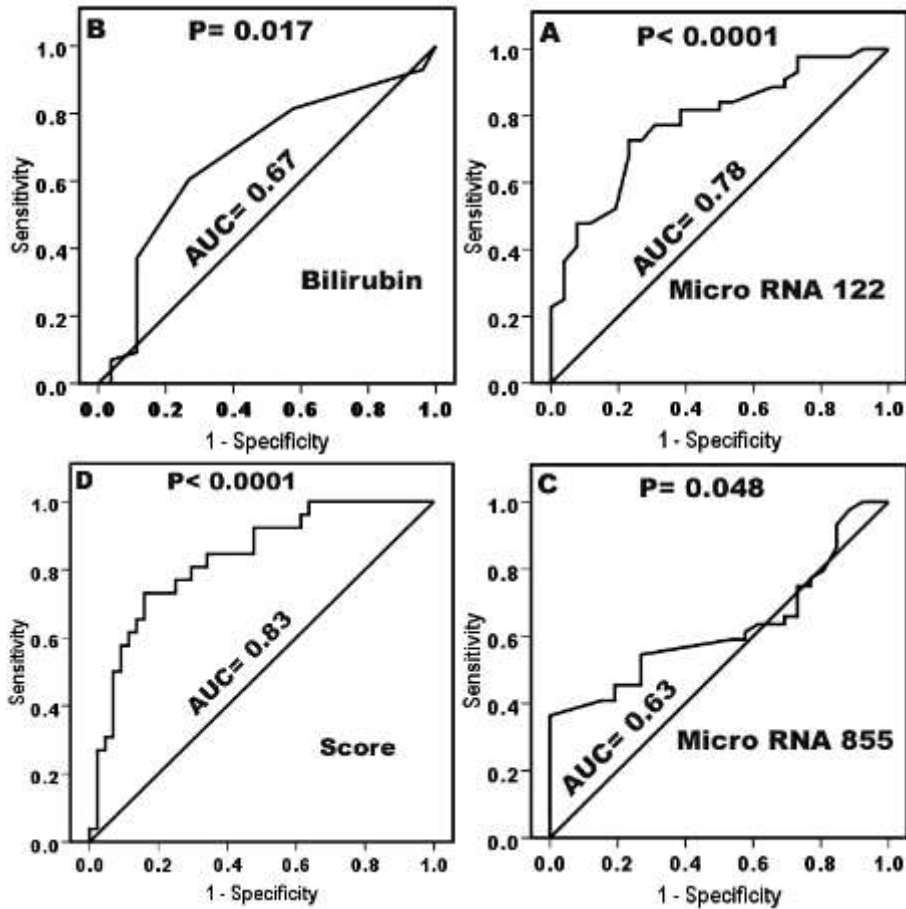 B
P= 0.017
1.0
0.8
0.6
0.4
0.2
0.0
Sensitivity
AUC= 0.67
Bilirubin
0.0 0.2 0.4 0.6 0.8 1.0
1 - Specificity
A
P< 0.0001
1.0
0.8
0.6
0.4
0.2
0.0
Sensitivity
AUC= 0.78
Micro RNA 122
0.0 0.2 0.4 0.6 0.8 1.0
1 - Specificity
D
P< 0.0001
1.0
0.8
0.6
0.4
0.2
0.0
Sensitivity
AUC= 0.83
Score
0.0 0.2 0.4 0.6 0.8 1.0
1 - Specificity
C
P= 0.048
1.0
0.8
0.6
0.4
0.2
0.0
Sensitivity
AUC= 0.63
Micro RNA 855
0.0 0.2 0.4 0.6 0.8 1.0
1 - Specificity